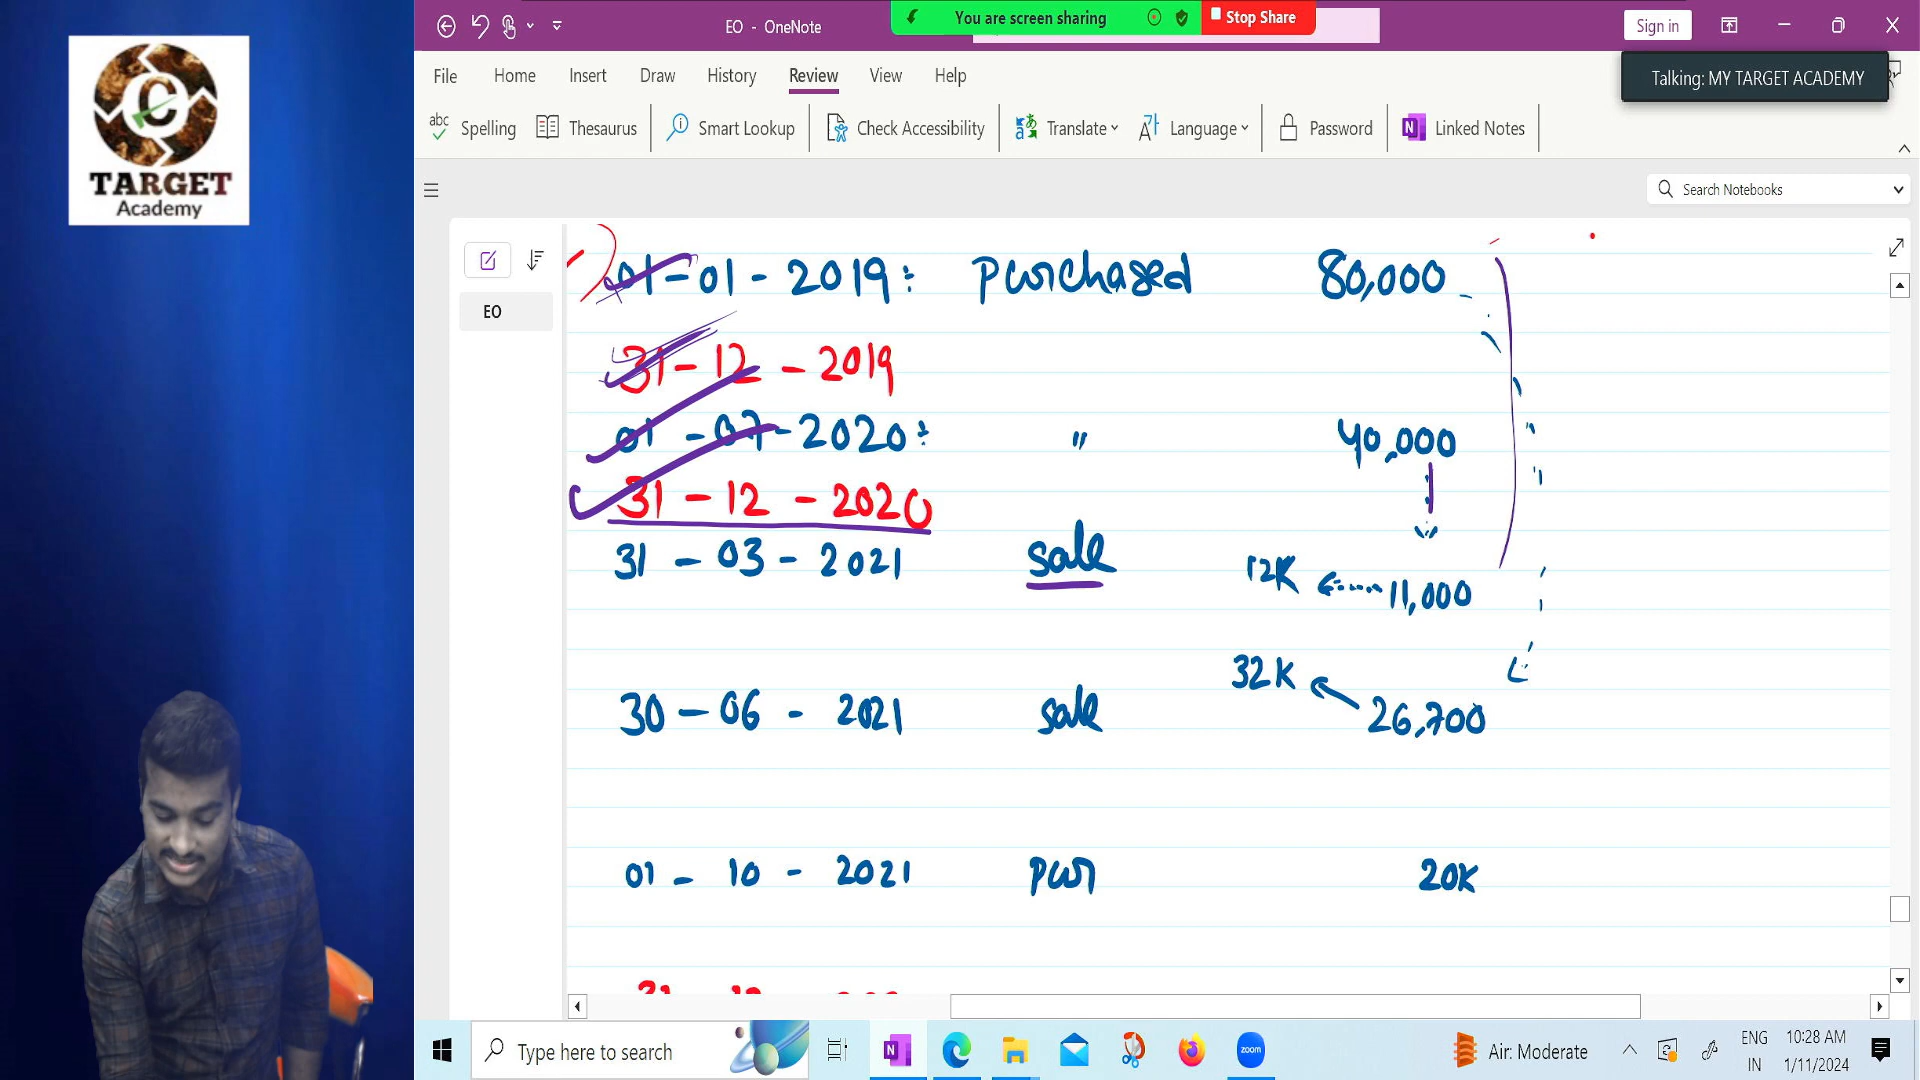 EO - OneNote
You are screen sharing
Stop Share
Sign in
File Home Insert Draw History Review View Help
Talking: MY TARGET ACADEMY
abc Spelling Thesaurus Smart Lookup Check Accessibility Translate Language Password Linked Notes
C
TARGET
Academy
Search Notebooks
EO
01-01-2019: Purchased 80,000
31-12-2019
01-07-2020: " 40,000
31-12-2020
31-03-2021 Sale 12K 11,000
30-06-2021 Sale 32K 26,700
01-10-2021 Pur 20K
Type here to search
zoom
Air: Moderate
ENG
IN
10:28 AM
1/11/2024